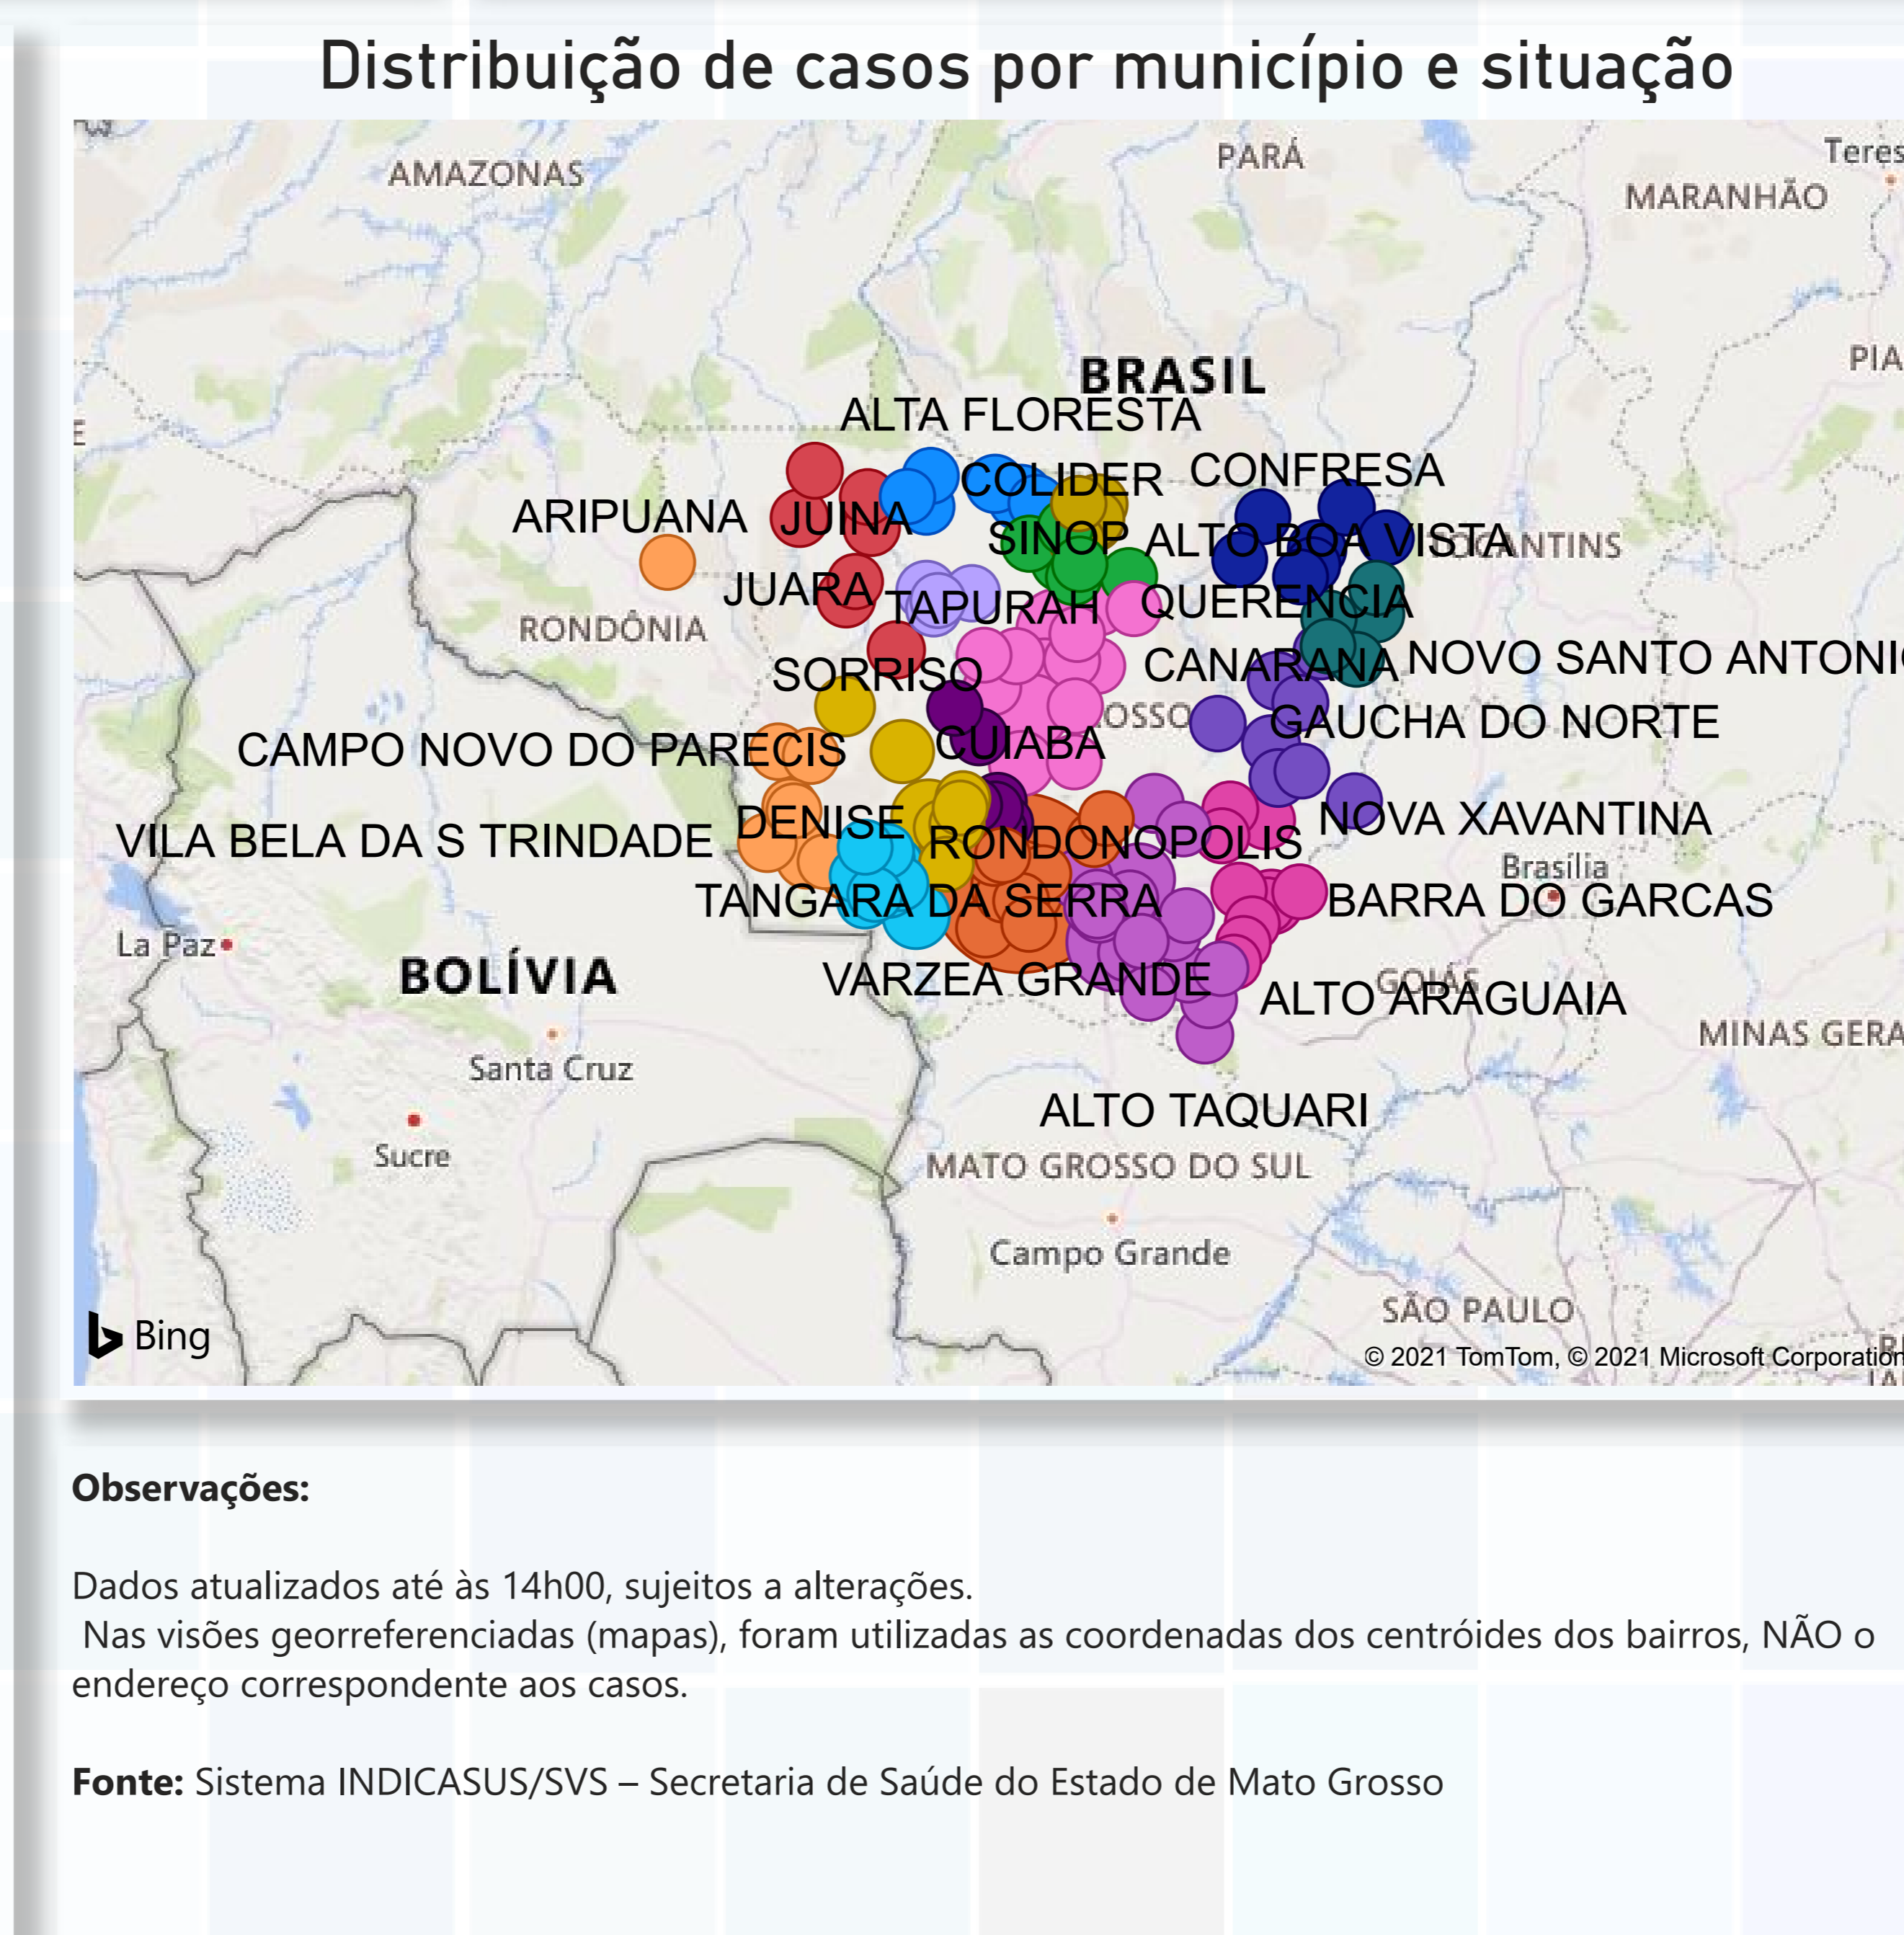 Distribuição de casos por município e situação
AMAZONAS
PARÁ
MARANHÃO
BRASIL
ALTA FLORESTA
COLIDER
CONFRESA
ARIPUANA
JUINA
SINOP
ALTO BOA VISTA
JUARA
TAPURAH
QUERENCIA
RONDÔNIA
SORRISO
CANARANA
NOVO SANTO ANTONIO
OSSO
GAUCHA DO NORTE
CAMPO NOVO DO PARECIS
CUIABA
DENISE
NOVA XAVANTINA
VILA BELA DA S TRINDADE
RONDONOPOLIS
Brasília
TANGARA DA SERRA
BARRA DO GARCAS
La Paz
BOLÍVIA
VARZEA GRANDE
GOIÁS
ALTO ARAGUAIA
MINAS GERA
Santa Cruz
ALTO TAQUARI
Sucre
MATO GROSSO DO SUL
Campo Grande
SÃO PAULO
Bing
© 2021 TomTom, © 2021 Microsoft Corporation
Observações:
Dados atualizados até às 14h00, sujeitos a alterações.
Nas visões georreferenciadas (mapas), foram utilizadas as coordenadas dos centróides dos bairros, NÃO o
endereço correspondente aos casos.
Fonte: Sistema INDICASUS/SVS – Secretaria de Saúde do Estado de Mato Grosso